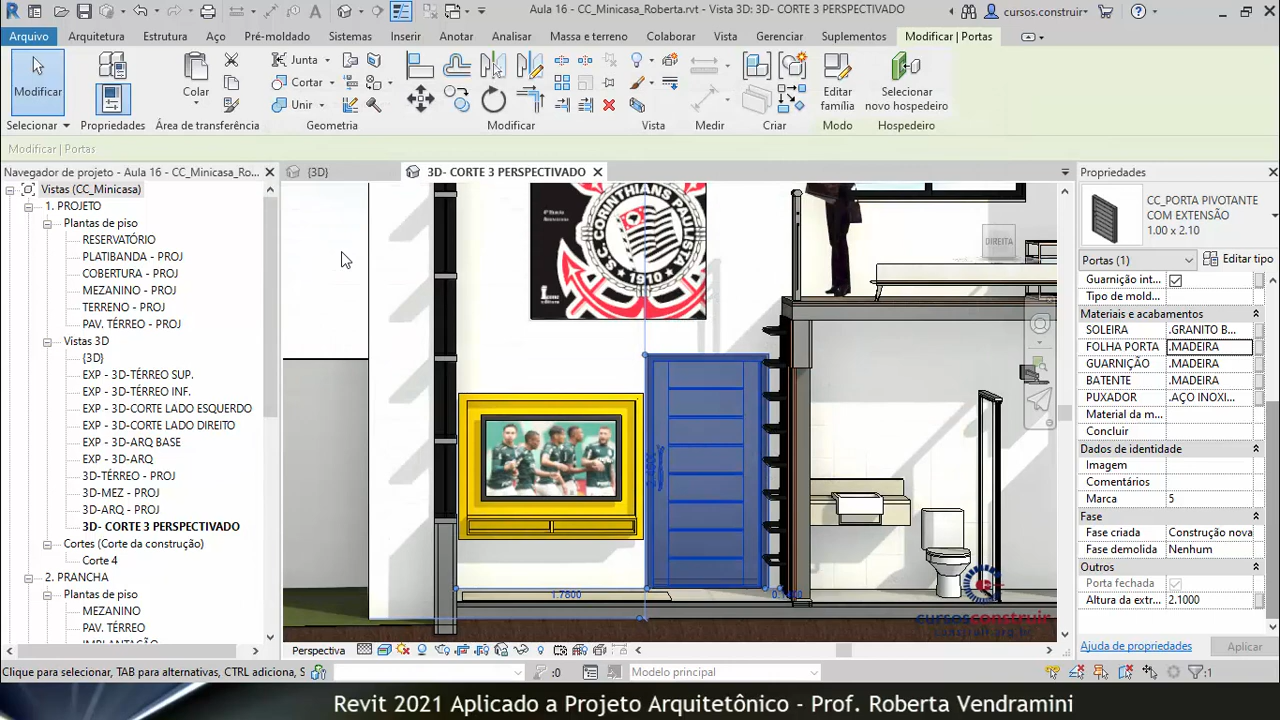 Aula 16 - CC_Minicasa_Roberta.rvt - Vista 3D: 3D- CORTE 3 PERSPECTIVADO
cursos.construir
Arquivo Arquitetura Estrutura Aço Pré-moldado Sistemas Inserir Anotar Analisar Massa e terreno Colaborar Vista Gerenciar Suplementos Modificar | Portas
Modificar
Colar
Junta
Cortar
Unir
Editar
família
Selecionar
novo hospedeiro
Selecionar Propriedades Área de transferência Geometria Modificar Vista Medir Criar Modo Hospedeiro
Modificar | Portas
Navegador de projeto - Aula 16 - CC_Minicasa_Ro...
{3D}
3D- CORTE 3 PERSPECTIVADO
Propriedades
Vistas (CC_Minicasa)
1. PROJETO
Plantas de piso
RESERVATÓRIO
PLATIBANDA - PROJ
COBERTURA - PROJ
MEZANINO - PROJ
TERRENO - PROJ
PAV. TÉRREO - PROJ
Vistas 3D
{3D}
EXP - 3D-TÉRREO SUP.
EXP - 3D-TÉRREO INF.
EXP - 3D-CORTE LADO ESQUERDO
EXP - 3D-CORTE LADO DIREITO
EXP - 3D-ARQ BASE
EXP - 3D-ARQ
3D-TÉRREO - PROJ
3D-MEZ - PROJ
3D-ARQ - PROJ
3D- CORTE 3 PERSPECTIVADO
Cortes (Corte da construção)
Corte 4
2. PRANCHA
Plantas de piso
MEZANINO
PAV. TÉRREO
S.C. CORINTHIANS PAULISTA
1910
DIREITA
1.7800
cursosconstruir
CC_PORTA PIVOTANTE
COM EXTENSÃO
1.00 x 2.10
Portas (1)
Editar tipo
Guarnição int...
Tipo de mold...
Materiais e acabamentos
SOLEIRA .GRANITO B...
FOLHA PORTA .MADEIRA
GUARNIÇÃO .MADEIRA
BATENTE .MADEIRA
PUXADOR .AÇO INOXI...
Material da m...
Concluir
Dados de identidade
Imagem
Comentários
Marca 5
Fase
Fase criada Construção nova
Fase demolida Nenhum
Outros
Porta fechada
Altura da extr... 2.1000
Ajuda de propriedades
Aplicar
Perspectiva
Clique para selecionar, TAB para alternativas, CTRL adiciona, S
:0
Modelo principal
:1
Revit 2021 Aplicado a Projeto Arquitetônico - Prof. Roberta Vendramini